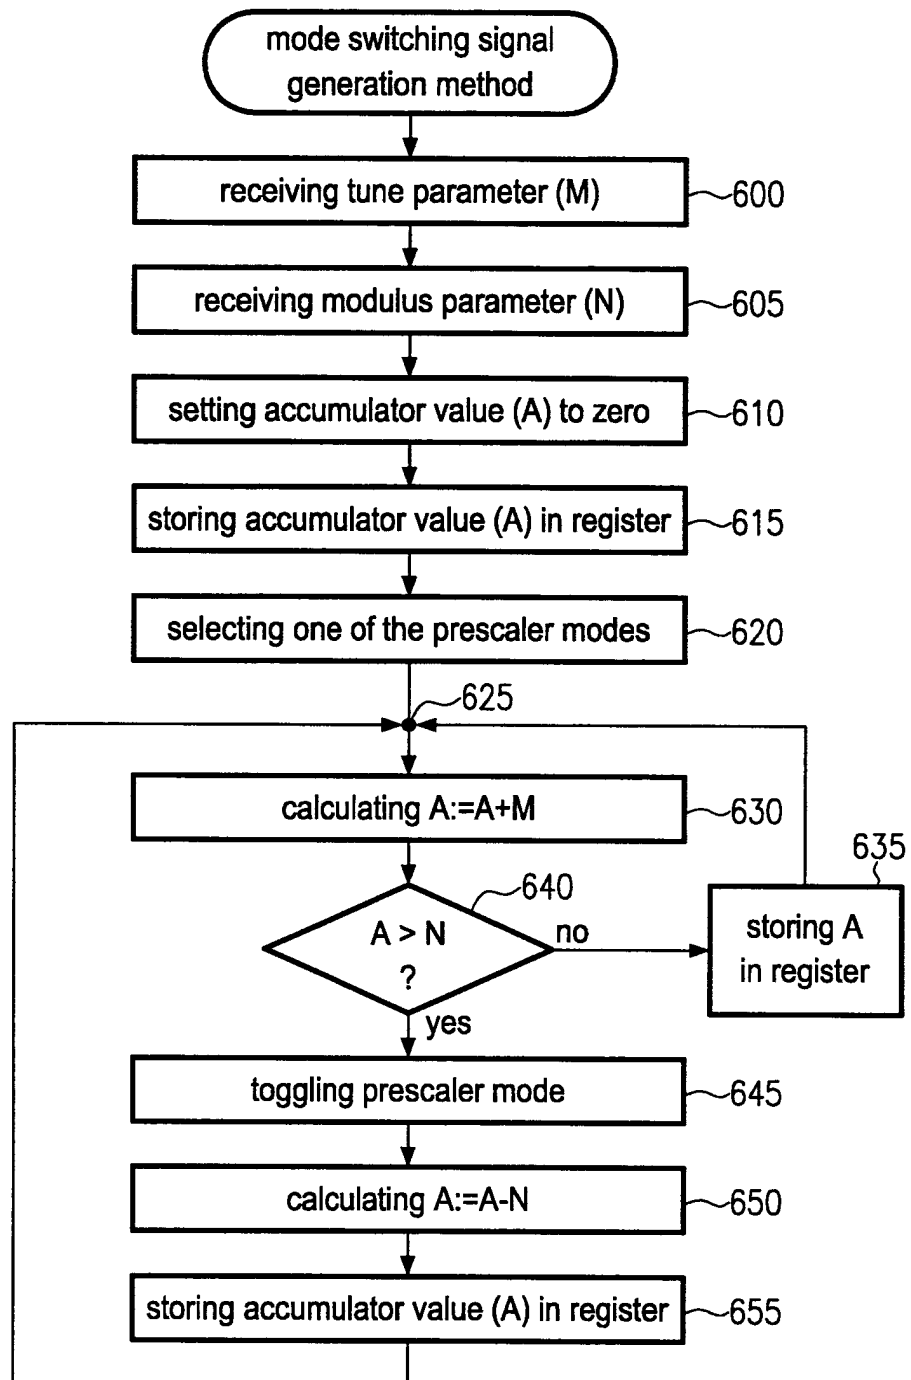 mode switching signal
generation method
receiving tune parameter (M)
600
receiving modulus parameter (N)
605
setting accumulator value (A) to zero
610
storing accumulator value (A) in register
615
selecting one of the prescaler modes
620
625
calculating A:=A+M
630
635
640
A > N
?
no
storing A
in register
yes
toggling prescaler mode
645
calculating A:=A-N
650
storing accumulator value (A) in register
655